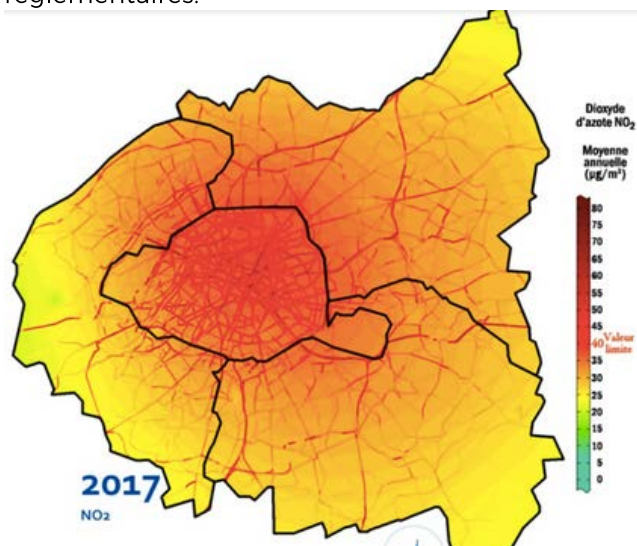 réglementaires.
Dioxyde
d'azote NO₂
Moyenne
annuelle
(µg/m³)
80
75
70
65
60
55
50
45
40 Valeur
limite
35
30
25
20
15
10
5
0
2017
NO2